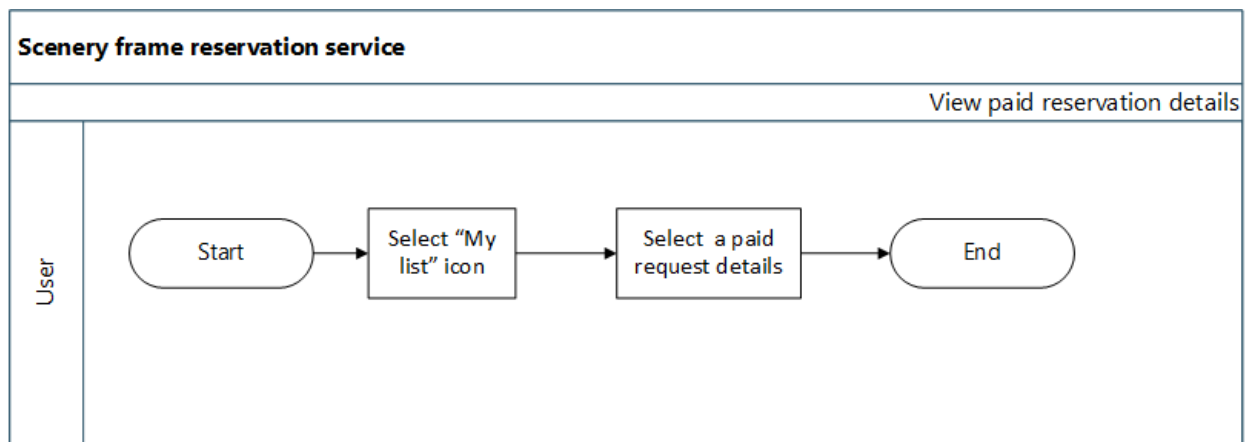 Scenery frame reservation service
View paid reservation details
User
Start
Select “My
list” icon
Select a paid
request details
End